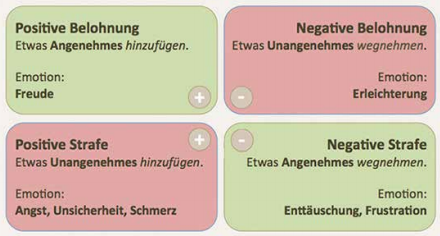 Positive Belohnung
Etwas Angenehmes hinzufügen.
Emotion:
Freude
+
Negative Belohnung
Etwas Unangenehmes wegnehmen.
Emotion:
Erleichterung
-
Positive Strafe
Etwas Unangenehmes hinzufügen.
Emotion:
Angst, Unsicherheit, Schmerz
+
Negative Strafe
Etwas Angenehmes wegnehmen.
Emotion:
Enttäuschung, Frustration
-